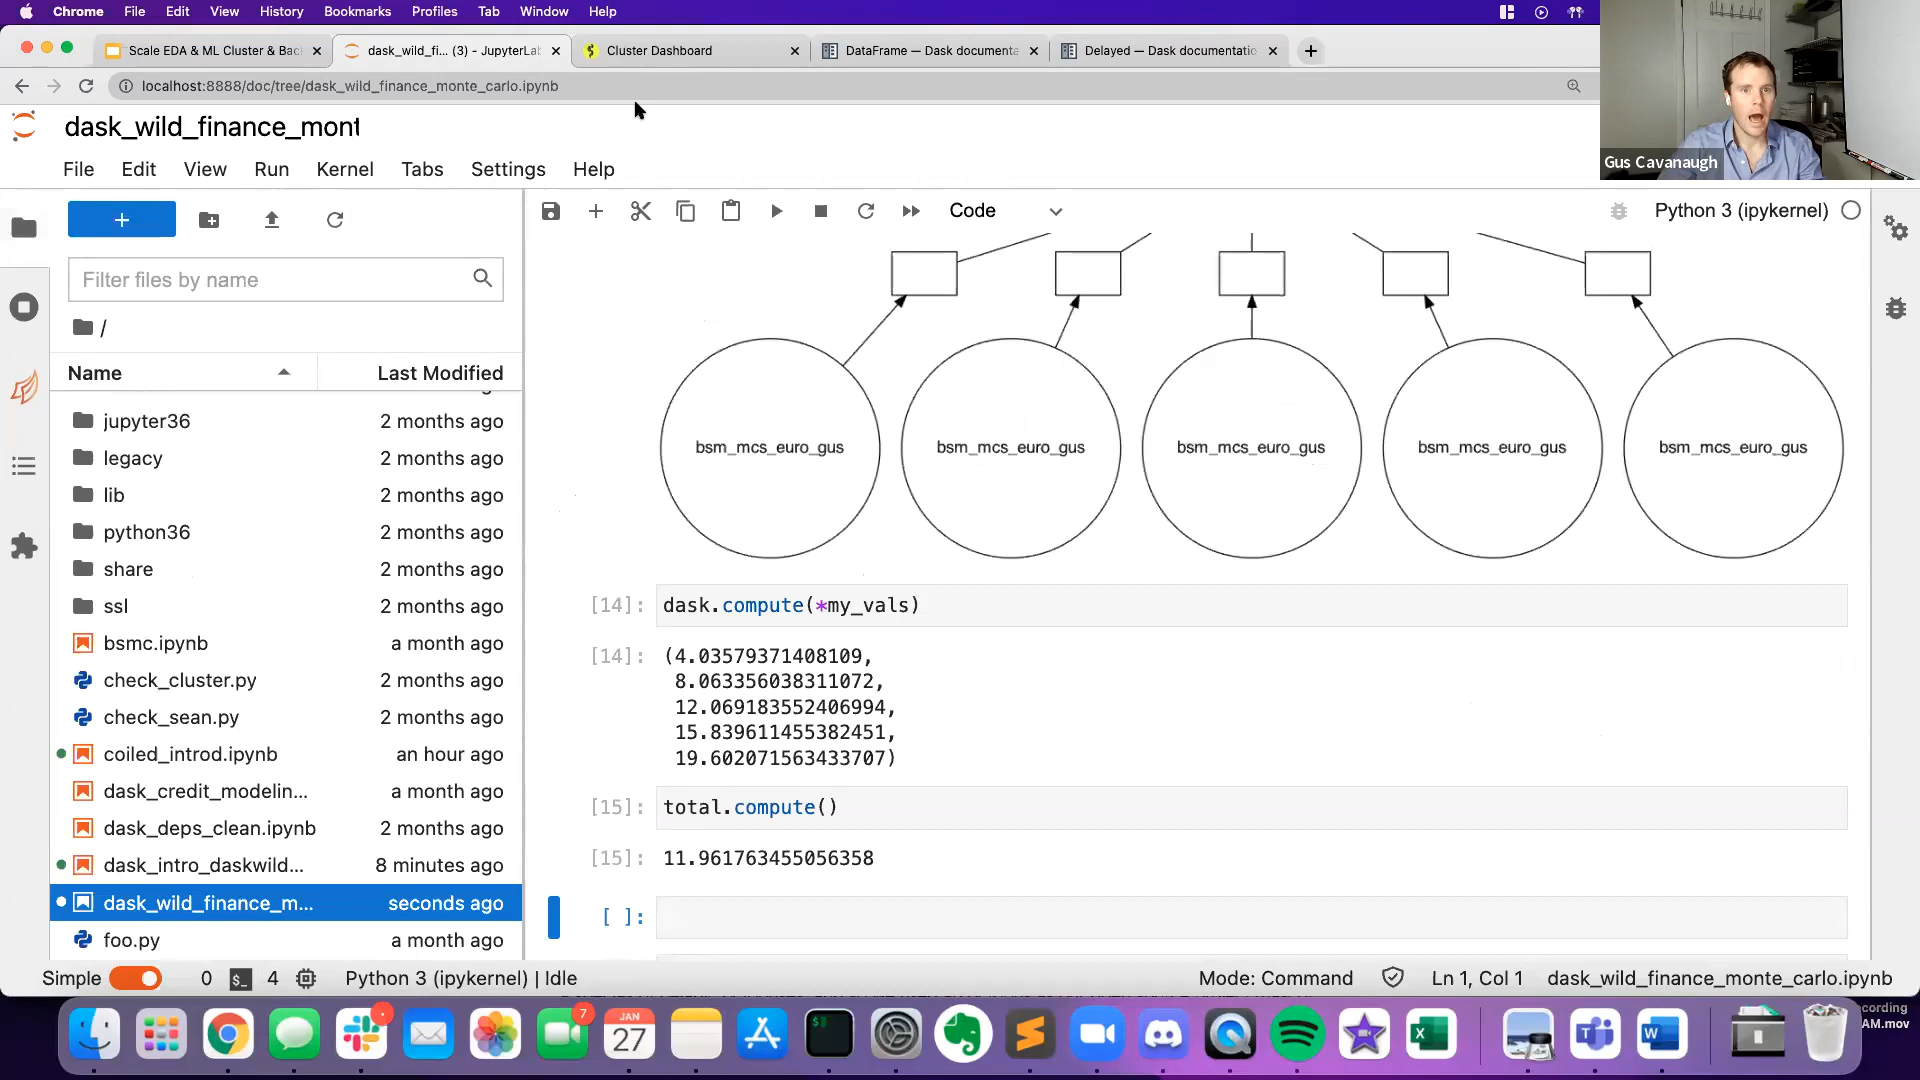 Chrome File Edit View History Bookmarks Profiles Tab Window Help
Scale EDA & ML Cluster & Bac
dask_wild_fi... (3) - JupyterLab
Cluster Dashboard
DataFrame — Dask documenta
Delayed — Dask documentatio
localhost:8888/doc/tree/dask_wild_finance_monte_carlo.ipynb
Gus Cavanaugh
dask_wild_finance_mont
File Edit View Run Kernel Tabs Settings Help
Code
Python 3 (ipykernel)
Filter files by name
/
Name Last Modified
jupyter36 2 months ago
legacy 2 months ago
lib 2 months ago
python36 2 months ago
share 2 months ago
ssl 2 months ago
bsmc.ipynb a month ago
check_cluster.py 2 months ago
check_sean.py 2 months ago
coiled_introd.ipynb an hour ago
dask_credit_modelin... a month ago
dask_deps_clean.ipynb 2 months ago
dask_intro_daskwild... 8 minutes ago
dask_wild_finance_m... seconds ago
foo.py a month ago
bsm_mcs_euro_gus bsm_mcs_euro_gus bsm_mcs_euro_gus bsm_mcs_euro_gus bsm_mcs_euro_gus
[14]: dask.compute(*my_vals)
[14]: (4.03579371408109,
8.063356038311072,
12.069183552406994,
15.839611455382451,
19.602071563433707)
[15]: total.compute()
[15]: 11.961763455056358
[ ]:
Simple 0 $_ 4 Python 3 (ipykernel) | Idle
Mode: Command Ln 1, Col 1 dask_wild_finance_monte_carlo.ipynb
7
JAN
27
ecording
AM.mov